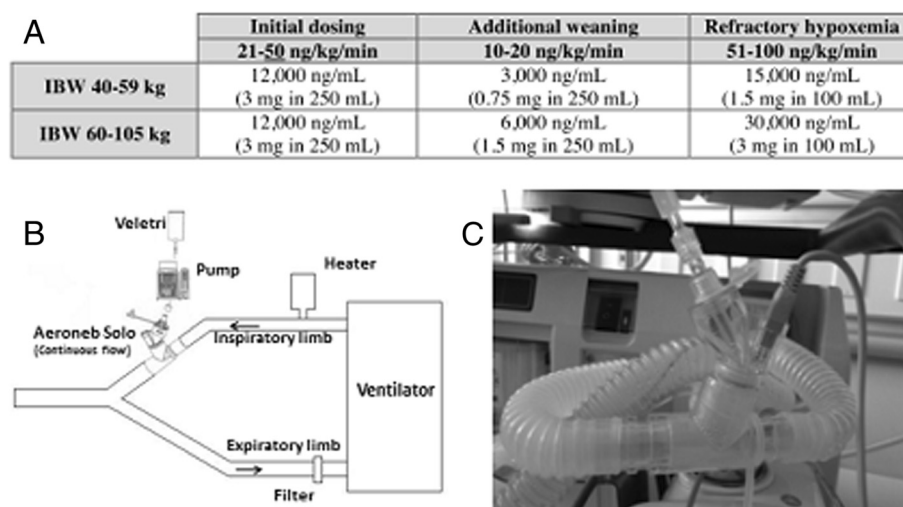 A
Initial dosing
Additional weaning
Refractory hypoxemia
21-50 ng/kg/min
10-20 ng/kg/min
51-100 ng/kg/min
IBW 40-59 kg
12,000 ng/mL
(3 mg in 250 mL)
3,000 ng/mL
(0.75 mg in 250 mL)
15,000 ng/mL
(1.5 mg in 100 mL)
IBW 60-105 kg
12,000 ng/mL
(3 mg in 250 mL)
6,000 ng/mL
(1.5 mg in 250 mL)
30,000 ng/mL
(3 mg in 100 mL)
B
Veletri
Pump
Heater
Aeroneb Solo
(Continuous flow)
Inspiratory limb
Ventilator
Expiratory limb
Filter
C